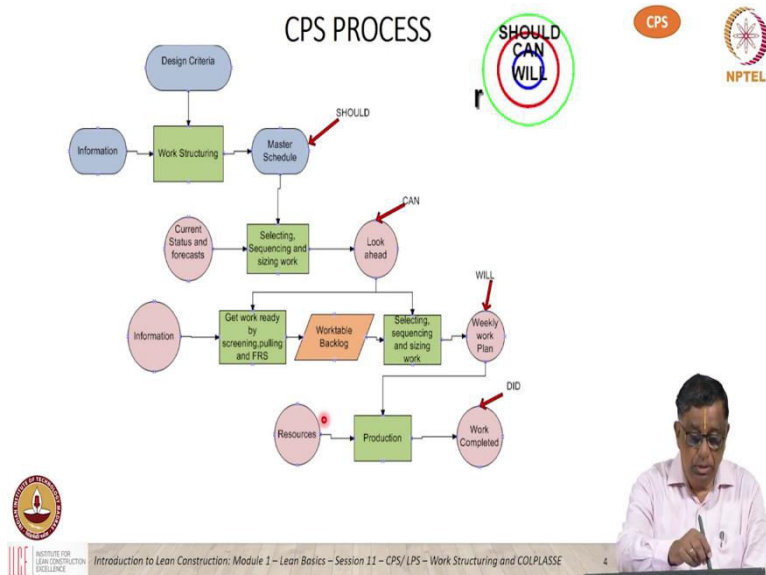 CPS PROCESS
CPS
NPTEL
SHOULD
CAN
WILL
r
Design Criteria
SHOULD
Information
Work Structuring
Master
Schedule
CAN
Current
Status and
forecasts
Selecting,
Sequencing and
sizing work
Look
ahead
WILL
Information
Get work ready
by
screening,pulling
and FRS
Worktable
Backlog
Selecting,
sequencing
and sizing
work
Weekly
work
Plan
DID
Resources
Production
Work
Completed
INSTITUTE FOR
LEAN CONSTRUCTION
EXCELLENCE
Introduction to Lean Construction: Module 1 – Lean Basics – Session 11 – CPS/ LPS – Work Structuring and COLPLASSE
4